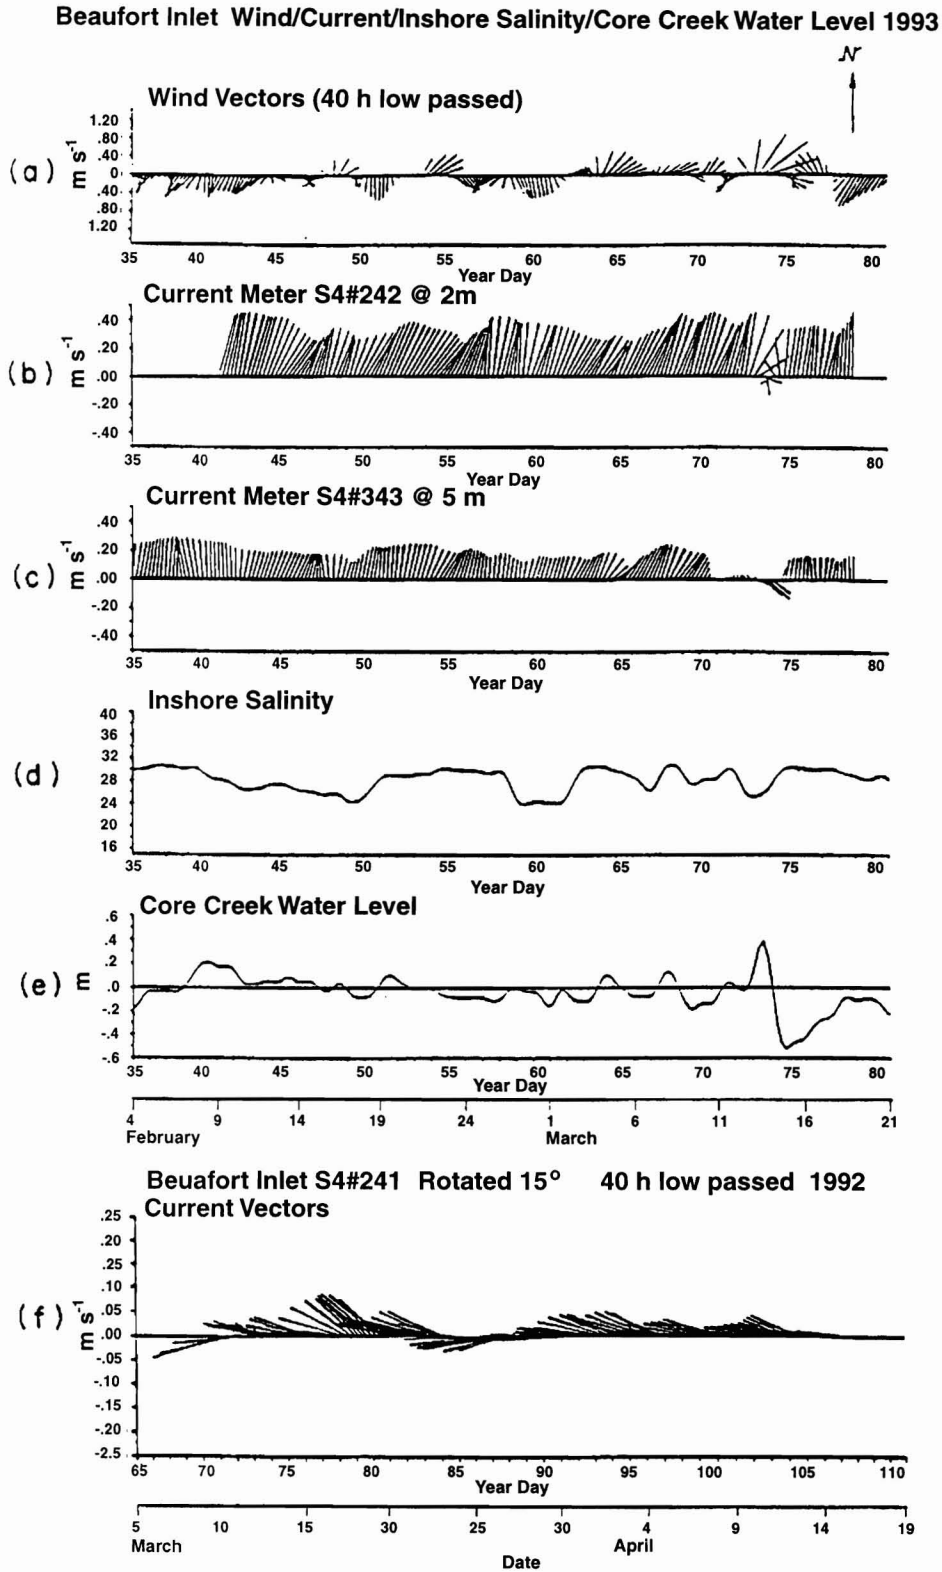 Beaufort Inlet Wind/Current/Inshore Salinity/Core Creek Water Level 1993
N
Wind Vectors (40 h low passed)
(a)
m s-1
1.20
.80
.40
0
.40
.80
1.20
35 40 45 50 55 60 65 70 75 80
Year Day
Current Meter S4#242 @ 2m
(b)
m s-1
.40
.20
.00
-.20
-.40
35 40 45 50 55 60 65 70 75 80
Year Day
Current Meter S4#343 @ 5 m
(c)
m s-1
.40
.20
.00
-.20
-.40
35 40 45 50 55 60 65 70 75 80
Year Day
Inshore Salinity
(d)
40
36
32
28
24
20
16
35 40 45 50 55 60 65 70 75 80
Year Day
Core Creek Water Level
(e)
m
.6
.4
.2
.0
-.2
-.4
-.6
35 40 45 50 55 60 65 70 75 80
Year Day
4 9 14 19 24 1 6 11 16 21
February March
Beuafort Inlet S4#241 Rotated 15° 40 h low passed 1992
Current Vectors
(f)
m s-1
.25
.20
.25
.10
.05
.00
-.05
-.10
-.15
-.20
-2.5
65 70 75 80 85 90 95 100 105 110
Year Day
5 10 15 30 25 30 4 9 14 19
March April
Date